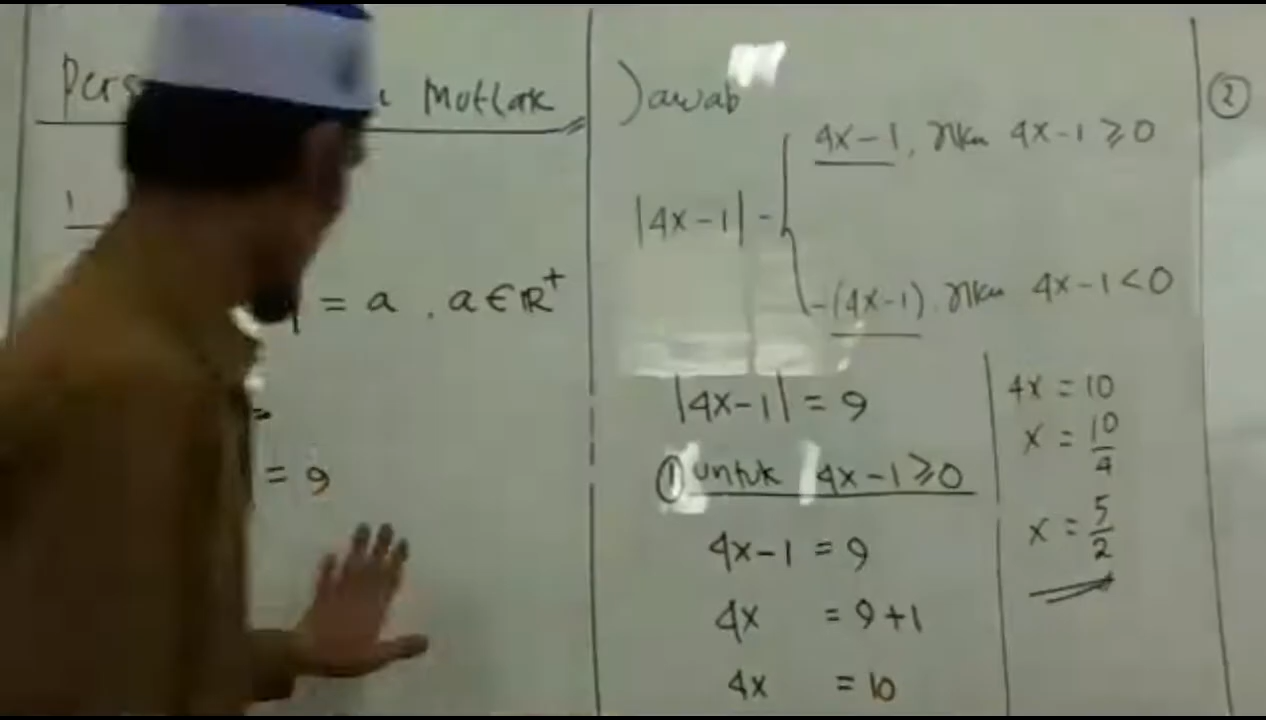 Mutlak
1
= a . a ∈ R⁺
= 9
Jawab
|4x-1| -
4x-1, jika 4x-1 ≥ 0
-(4x-1). jika 4x-1 < 0
|4x-1| = 9
① untuk 4x-1 ≥ 0
4x-1 = 9
4x = 9+1
4x = 10
4x = 10
x = 10/4
x = 5/2
②